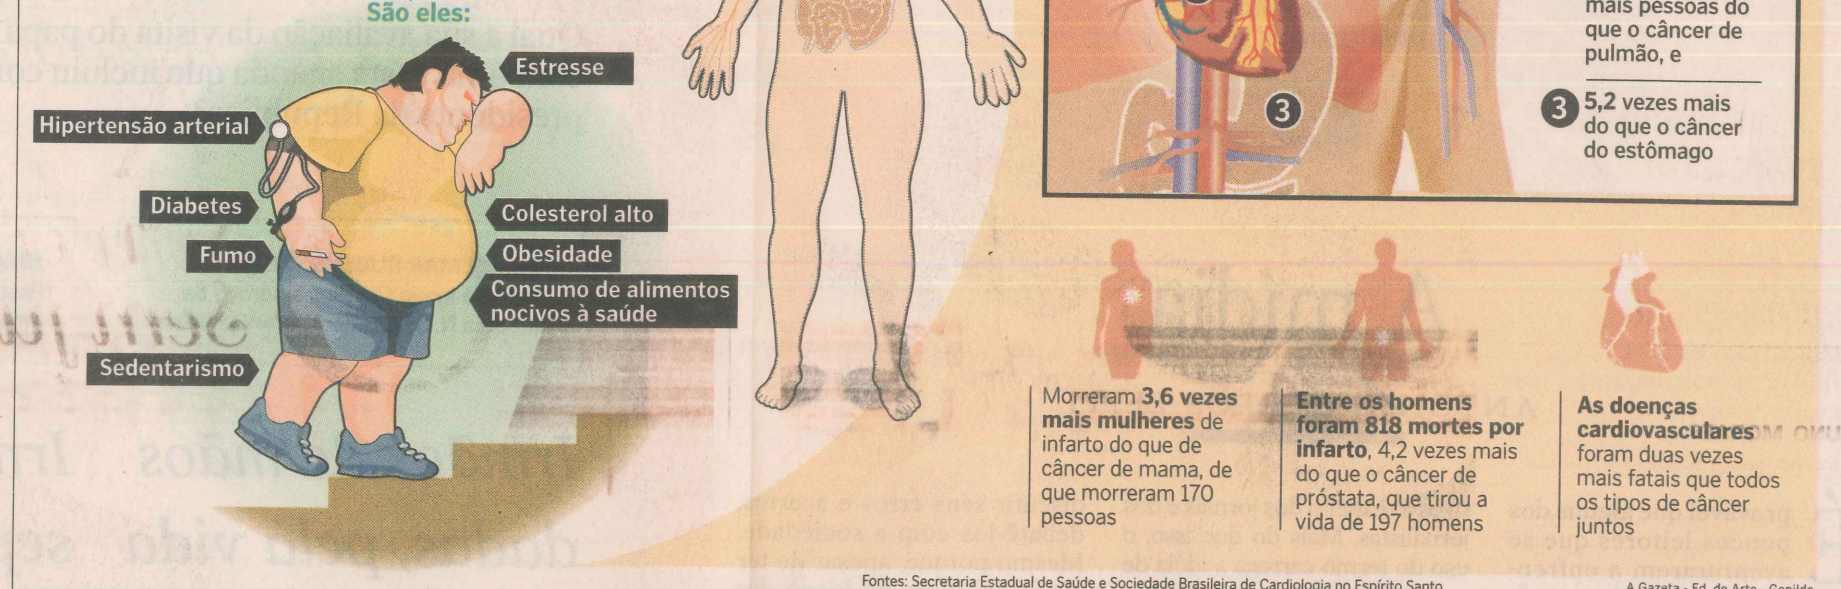 São eles:
Estresse
Hipertensão arterial
Diabetes
Fumo
Colesterol alto
Obesidade
Consumo de alimentos
nocivos à saúde
Sedentarismo
3
mais pessoas do
que o câncer de
pulmão, e
3 5,2 vezes mais
do que o câncer
do estômago
Morreram 3,6 vezes
mais mulheres de
infarto do que de
câncer de mama, de
que morreram 170
pessoas
Entre os homens
foram 818 mortes por
infarto, 4,2 vezes mais
do que o câncer de
próstata, que tirou a
vida de 197 homens
As doenças
cardiovasculares
foram duas vezes
mais fatais que todos
os tipos de câncer
juntos
Fontes: Secretaria Estadual de Saúde e Sociedade Brasileira de Cardiologia no Espírito Santo
A Gazeta - Ed. de Arte - Genildo